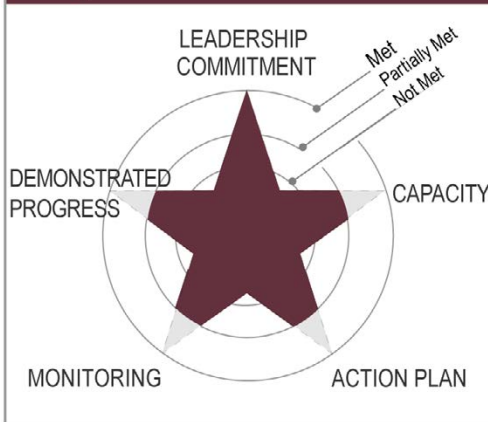 LEADERSHIP
COMMITMENT
Met
Partially Met
Not Met
DEMONSTRATED
PROGRESS
CAPACITY
MONITORING
ACTION PLAN